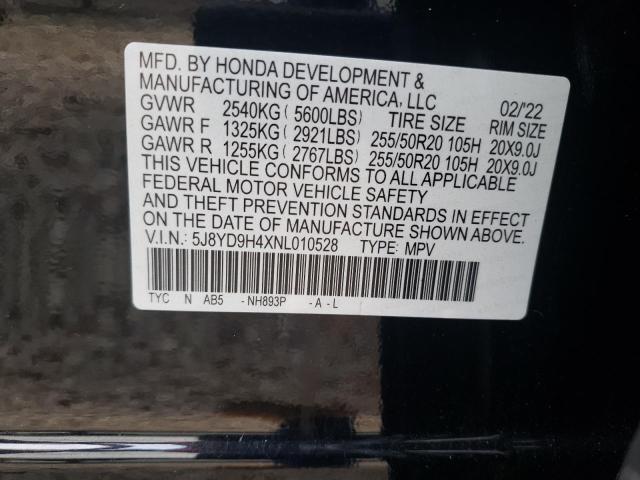 MFD. BY HONDA DEVELOPMENT &
MANUFACTURING OF AMERICA, LLC 02/'22
GVWR 2540KG( 5600LBS) TIRE SIZE RIM SIZE
GAWR F 1325KG( 2921LBS) 255/50R20 105H 20X9.0J
GAWR R 1255KG( 2767LBS) 255/50R20 105H 20X9.0J
THIS VEHICLE CONFORMS TO ALL APPLICABLE
FEDERAL MOTOR VEHICLE SAFETY
AND THEFT PREVENTION STANDARDS IN EFFECT
ON THE DATE OF MANUFACTURE SHOWN ABOVE.
V.I.N.: 5J8YD9H4XNL010528 TYPE: MPV
TYC N AB5 -NH893P -A-L